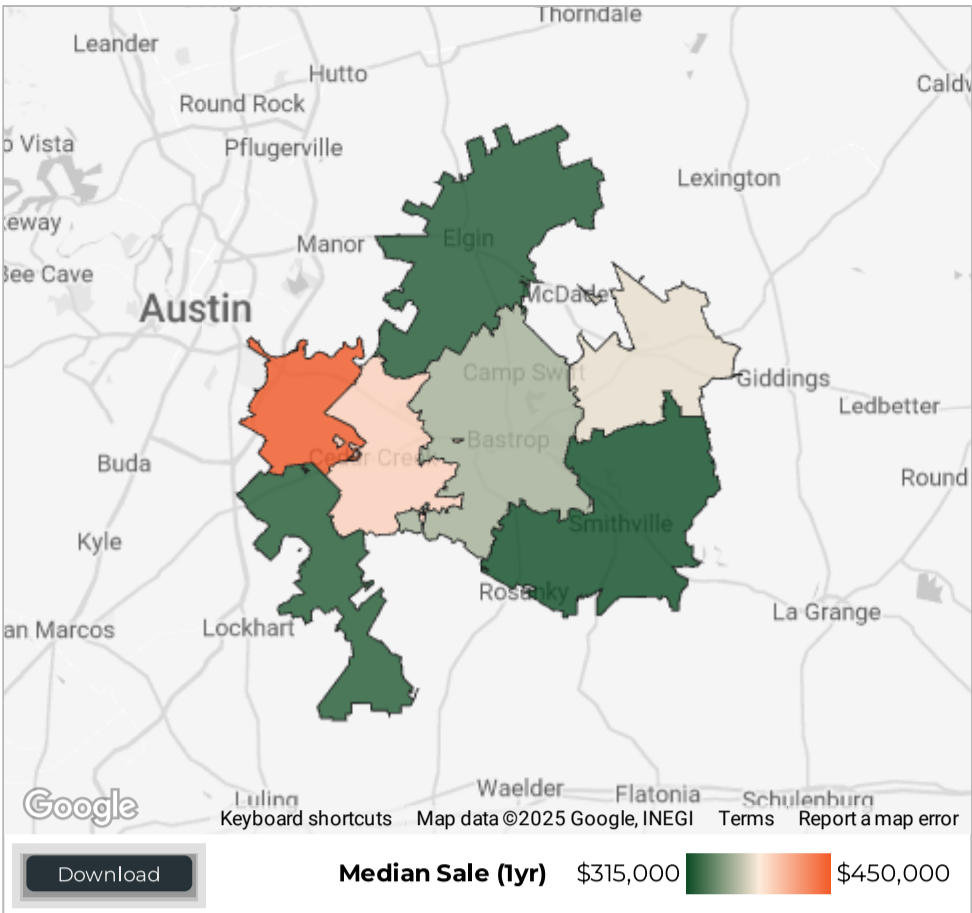 Thorndale
Leander
Hutto
Caldw
Round Rock
o Vista
Pflugerville
Lexington
keway
Elgin
Manor
Bee Cave
McDade
Austin
Camp Swift
Giddings
Ledbetter
Bastrop
Buda
Cedar Creek
Round
Smithville
Kyle
Rosanky
La Grange
an Marcos
Lockhart
Waelder
Flatonia
Luling
Schulenburg
Google
Keyboard shortcuts Map data ©2025 Google, INEGI Terms Report a map error
Download Median Sale (1yr) $315,000 $450,000